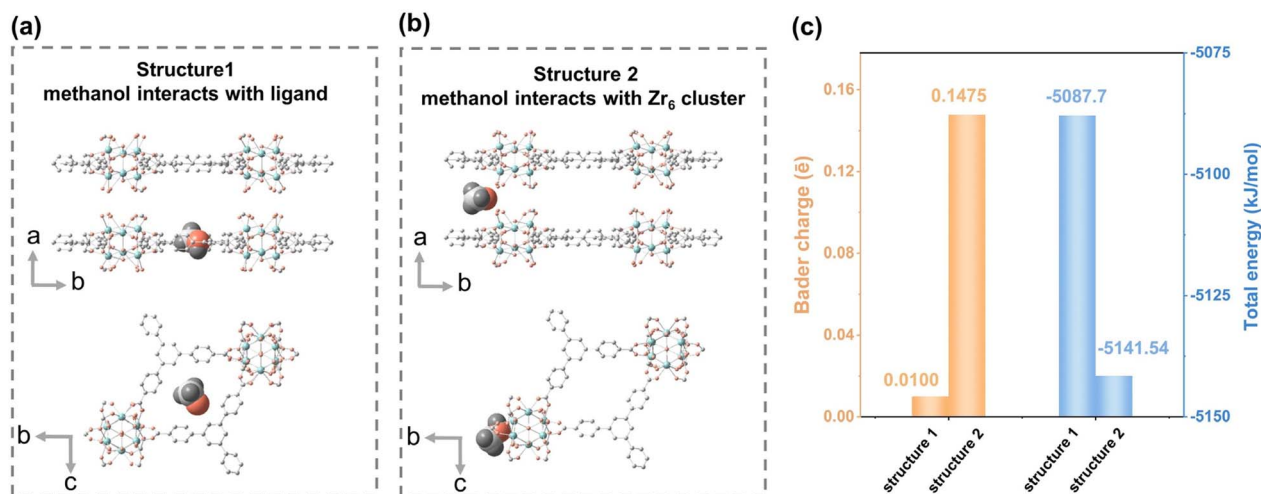 (a)
Structure1
methanol interacts with ligand
a
b
b
c
(b)
Structure 2
methanol interacts with Zr₆ cluster
a
b
b
c
(c)
Bader charge (ē)
0.16
0.12
0.08
0.04
0.00
0.0100
0.1475
-5087.7
-5141.54
structure 1
structure 2
structure 1
structure 2
-5075
-5100
-5125
-5150
Total energy (kJ/mol)